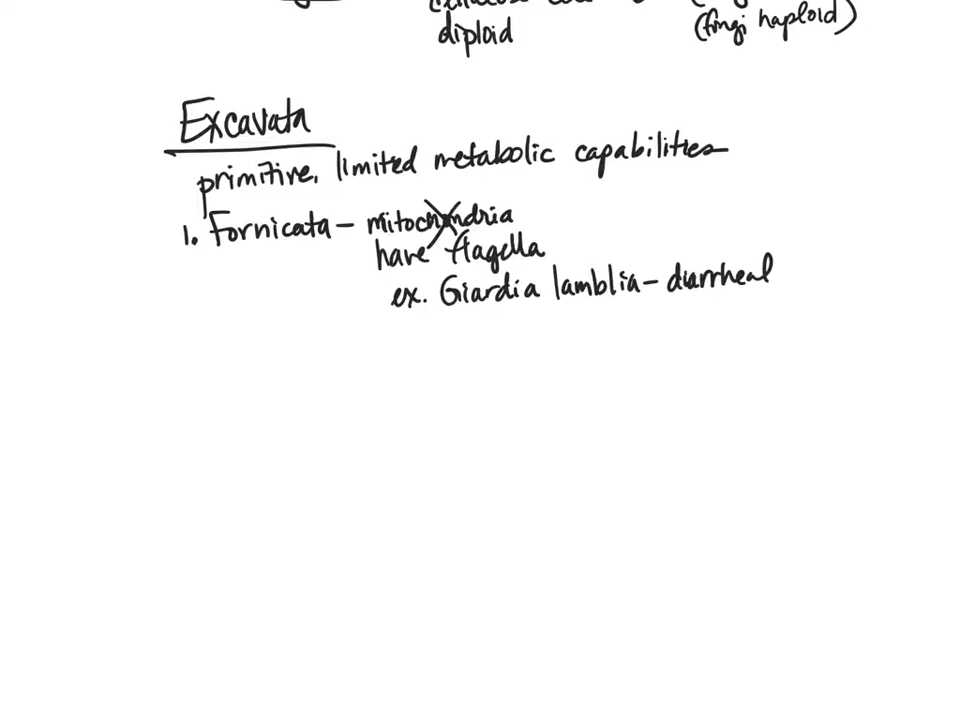 diploid
(fungi haploid)
Excavata
primitive, limited metabolic capabilities
1. Fornicata - mitochondria
have flagella
ex. Giardia lamblia - diarrheal